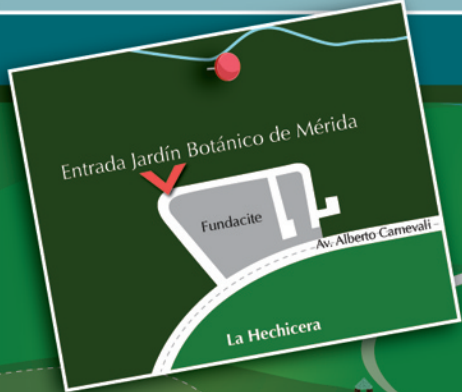 Entrada Jardín Botánico de Mérida
Fundacite
Av. Alberto Carnevali
La Hechicera